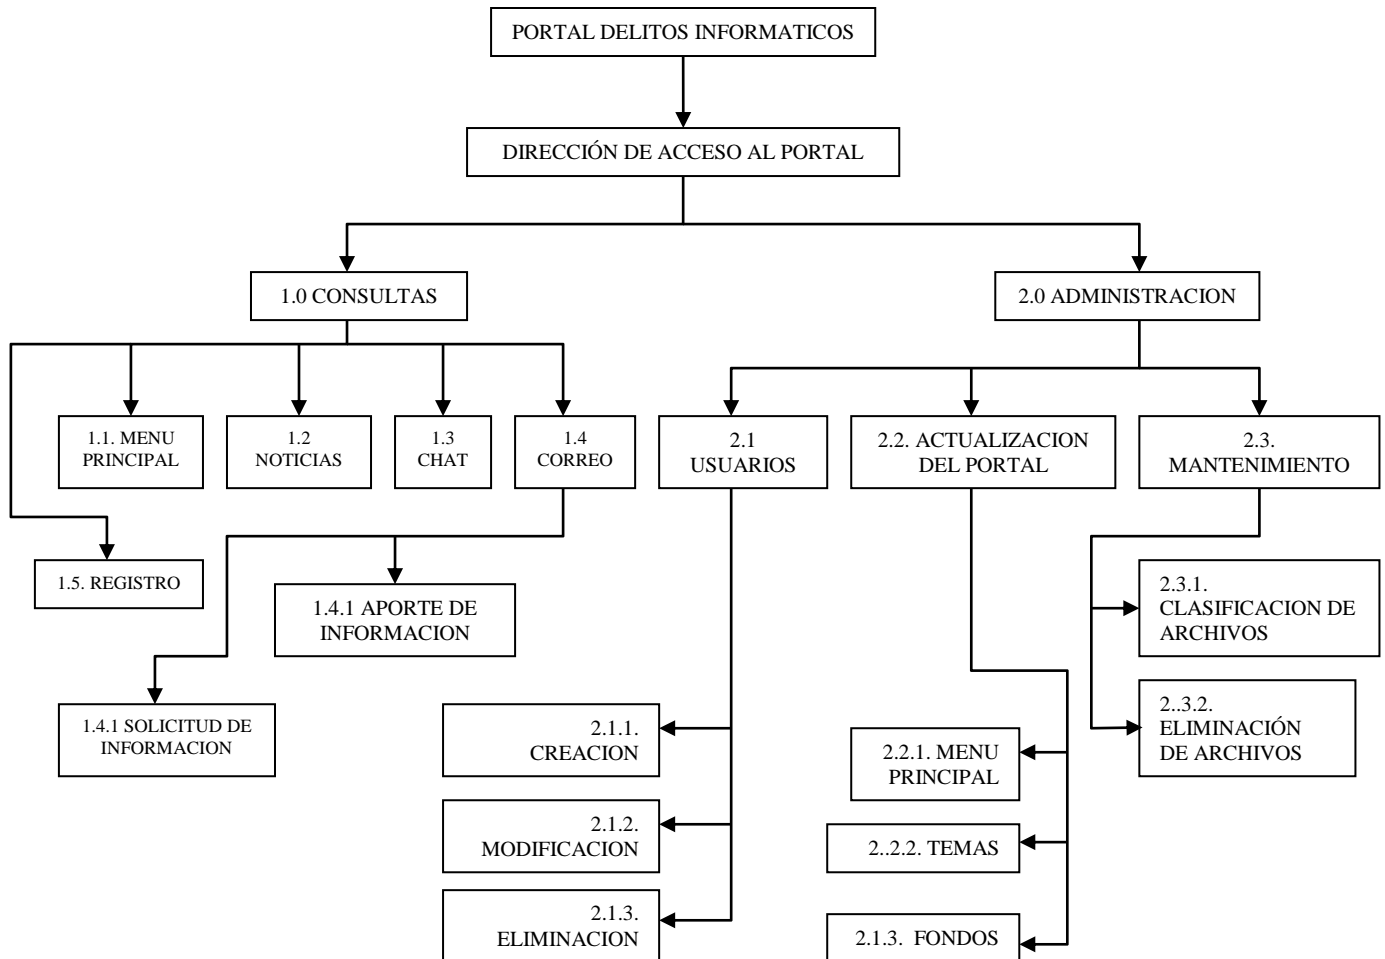 PORTAL DELITOS INFORMATICOS
DIRECCIÓN DE ACCESO AL PORTAL
1.0 CONSULTAS
2.0 ADMINISTRACION
1.1. MENU
PRINCIPAL
1.2
NOTICIAS
1.3
CHAT
1.4
CORREO
2.1
USUARIOS
2.2. ACTUALIZACION
DEL PORTAL
2.3.
MANTENIMIENTO
1.5. REGISTRO
1.4.1 APORTE DE
INFORMACION
2.3.1.
CLASIFICACION DE
ARCHIVOS
1.4.1 SOLICITUD DE
INFORMACION
2.1.1.
CREACION
2.2.1. MENU
PRINCIPAL
2..3.2.
ELIMINACIÓN
DE ARCHIVOS
2.1.2.
MODIFICACION
2..2.2. TEMAS
2.1.3.
ELIMINACION
2.1.3. FONDOS